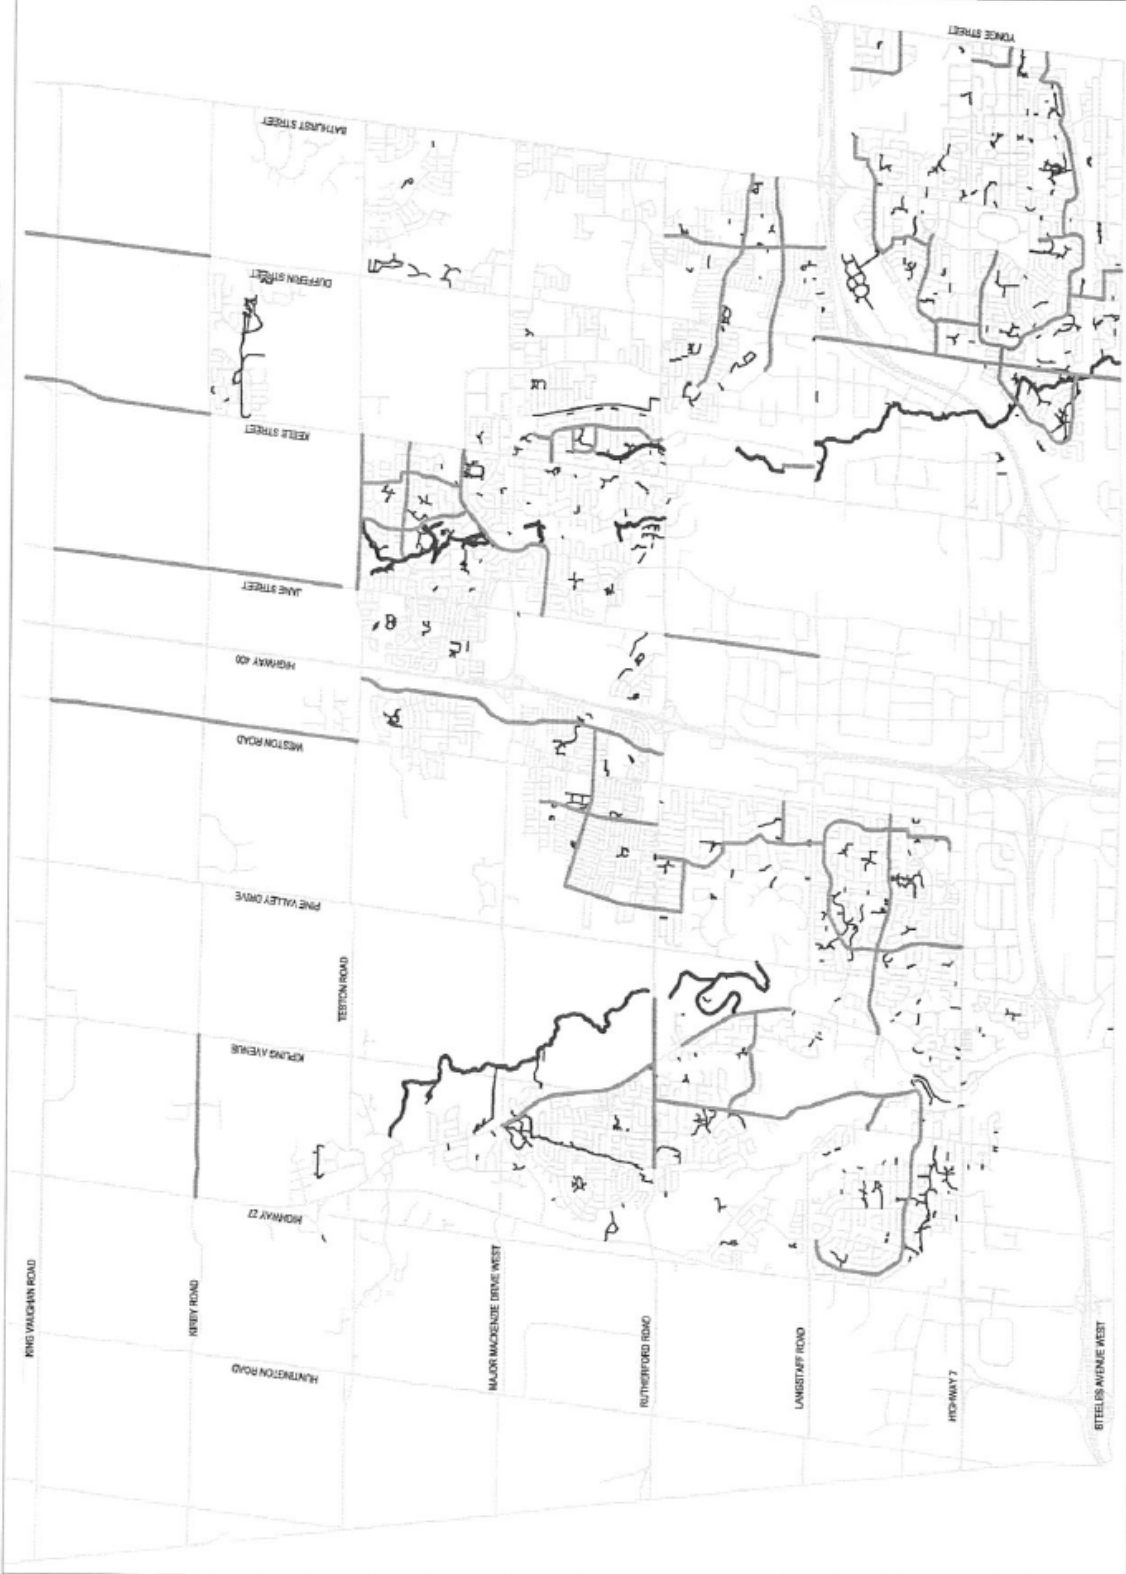 YONGE STREET
BATHURST STREET
DUFFERIN STREET
KEELE STREET
JANE STREET
HIGHWAY 400
WESTON ROAD
PINE VALLEY DRIVE
TESTON ROAD
KIPLING AVENUE
HIGHWAY 27
KING VAUGHAN ROAD
KIRBY ROAD
MAJOR MACKENZIE DRIVE WEST
RUTHERFORD ROAD
LANGSTAFF ROAD
HIGHWAY 7
STEELES AVENUE WEST
HUNTINGTON ROAD